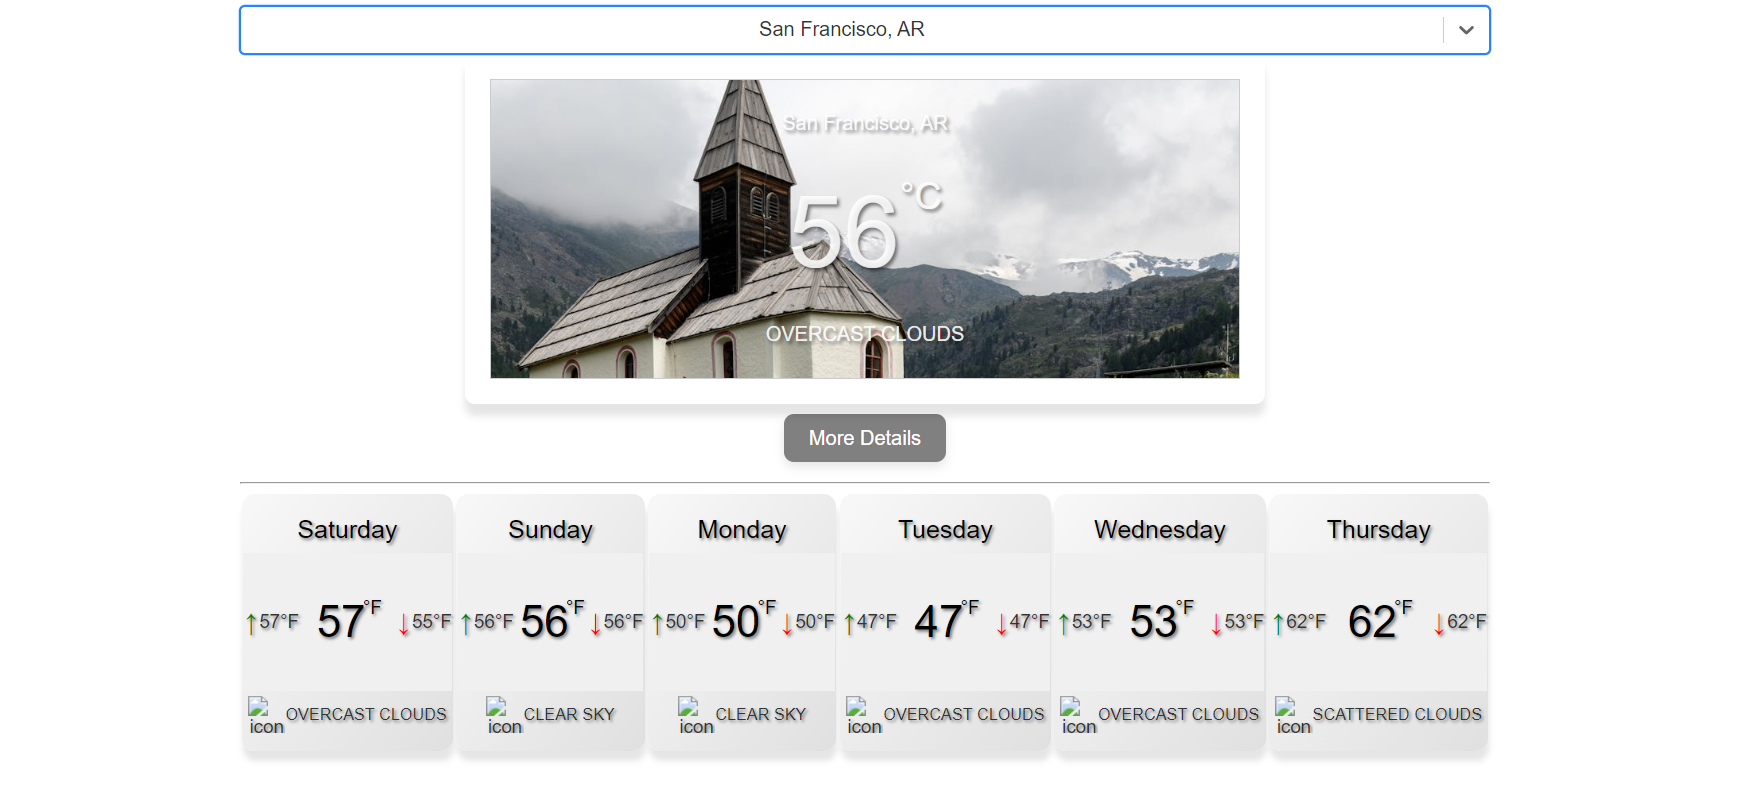 San Francisco, AR
San Francisco, AR
56 °C
OVERCAST CLOUDS
More Details
Saturday
↑57°F 57°F ↓55°F
icon OVERCAST CLOUDS
Sunday
↑56°F 56°F ↓56°F
icon CLEAR SKY
Monday
↑50°F 50°F ↓50°F
icon CLEAR SKY
Tuesday
↑47°F 47°F ↓47°F
icon OVERCAST CLOUDS
Wednesday
↑53°F 53°F ↓53°F
icon OVERCAST CLOUDS
Thursday
↑62°F 62°F ↓62°F
icon SCATTERED CLOUDS